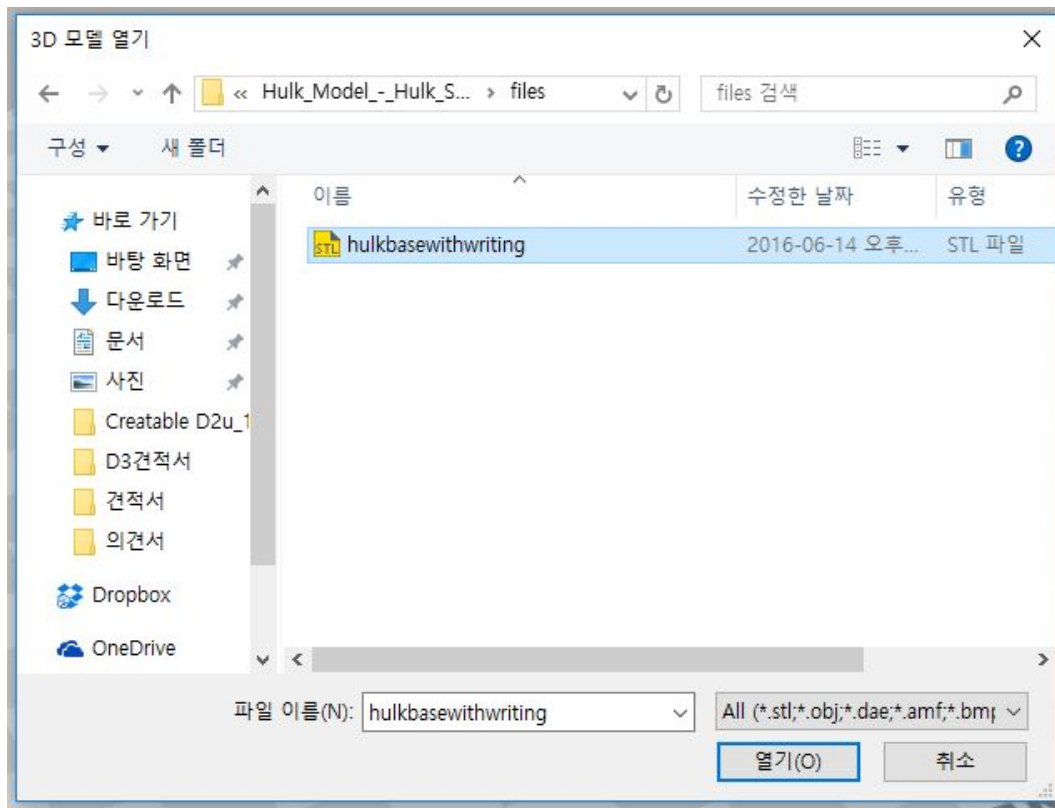 3D 모델 열기
« Hulk_Model_-_Hulk_S... › files
files 검색
구성
새 폴더
이름
수정한 날짜
유형
바로 가기
바탕 화면
다운로드
문서
사진
Creatable D2u_1
D3견적서
견적서
의견서
Dropbox
OneDrive
STL hulkbasewithwriting
2016-06-14 오후...
STL 파일
파일 이름(N):
hulkbasewithwriting
All (*.stl;*.obj;*.dae;*.amf;*.bmp
열기(O)
취소